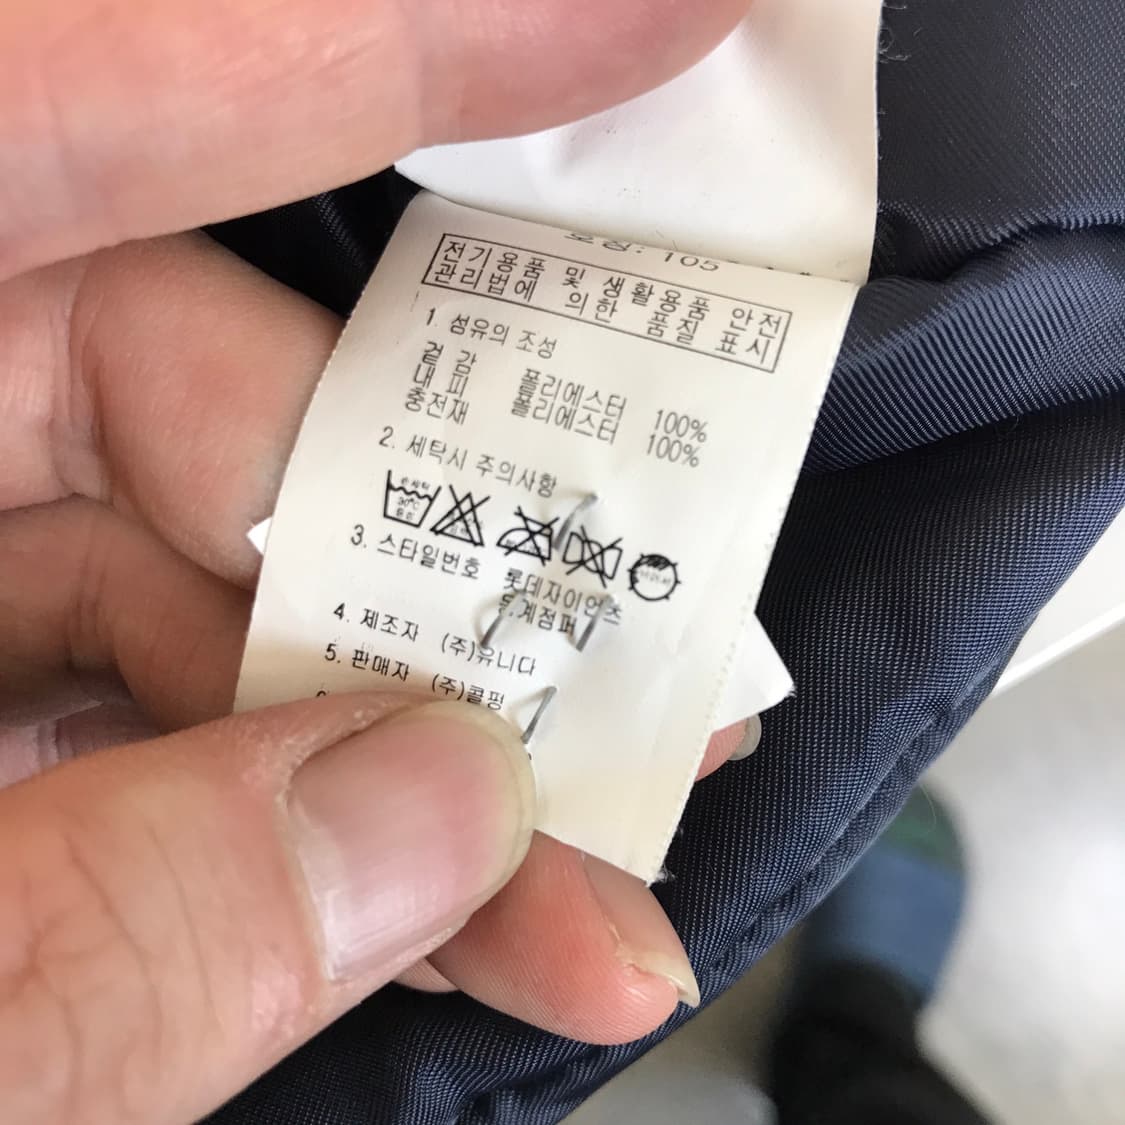 호칭: 105
전기용품 및 생활용품 안전
관리법에 의한 품질 표시
1. 섬유의 조성
겉 감 폴리에스터 100%
내 피 폴리에스터 100%
충전재
2. 세탁시 주의사항
30℃
3. 스타일번호 롯데자이언츠
동계점퍼
4. 제조자 (주)유니다
5. 판매자 (주)콜핑